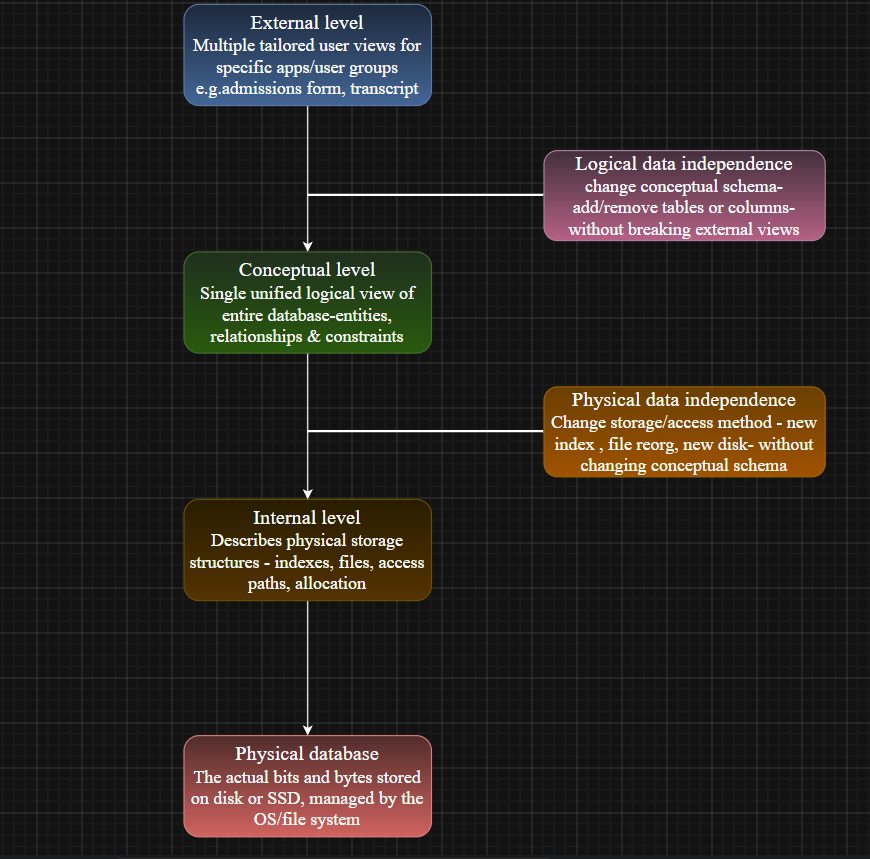 External level
Multiple tailored user views for
specific apps/user groups
e.g.admissions form, transcript
Logical data independence
change conceptual schema-
add/remove tables or columns-
without breaking external views
Conceptual level
Single unified logical view of
entire database-entities,
relationships & constraints
Physical data independence
Change storage/access method - new
index , file reorg, new disk- without
changing conceptual schema
Internal level
Describes physical storage
structures - indexes, files, access
paths, allocation
Physical database
The actual bits and bytes stored
on disk or SSD, managed by the
OS/file system